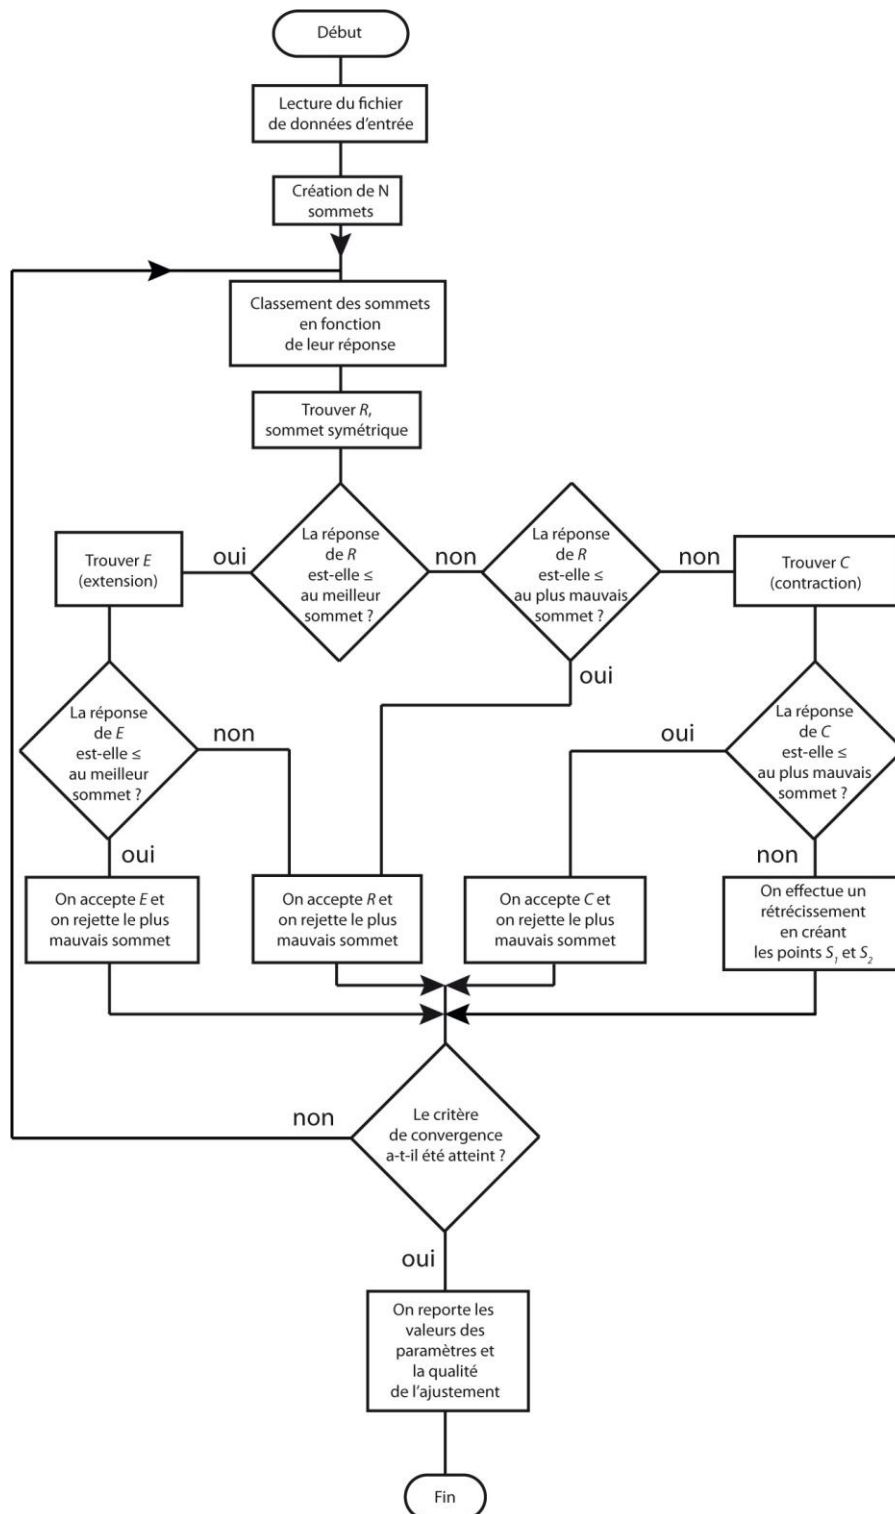 Début
Lecture du fichier
de données d'entrée
Création de N
sommets
Classement des sommets
en fonction
de leur réponse
Trouver R,
sommet symétrique
La réponse
de R
est-elle ≤
au meilleur
sommet ?
oui
non
La réponse
de R
est-elle ≤
au plus mauvais
sommet ?
non
oui
Trouver E
(extension)
Trouver C
(contraction)
La réponse
de E
est-elle ≤
au meilleur
sommet ?
non
oui
La réponse
de C
est-elle ≤
au plus mauvais
sommet ?
oui
non
On accepte E et
on rejette le plus
mauvais sommet
On accepte R et
on rejette le plus
mauvais sommet
On accepte C et
on rejette le plus
mauvais sommet
On effectue un
rétrécissement
en créant
les points S₁ et S₂
Le critère
de convergence
a-t-il été atteint ?
non
oui
On reporte les
valeurs des
paramètres et
la qualité
de l'ajustement
Fin